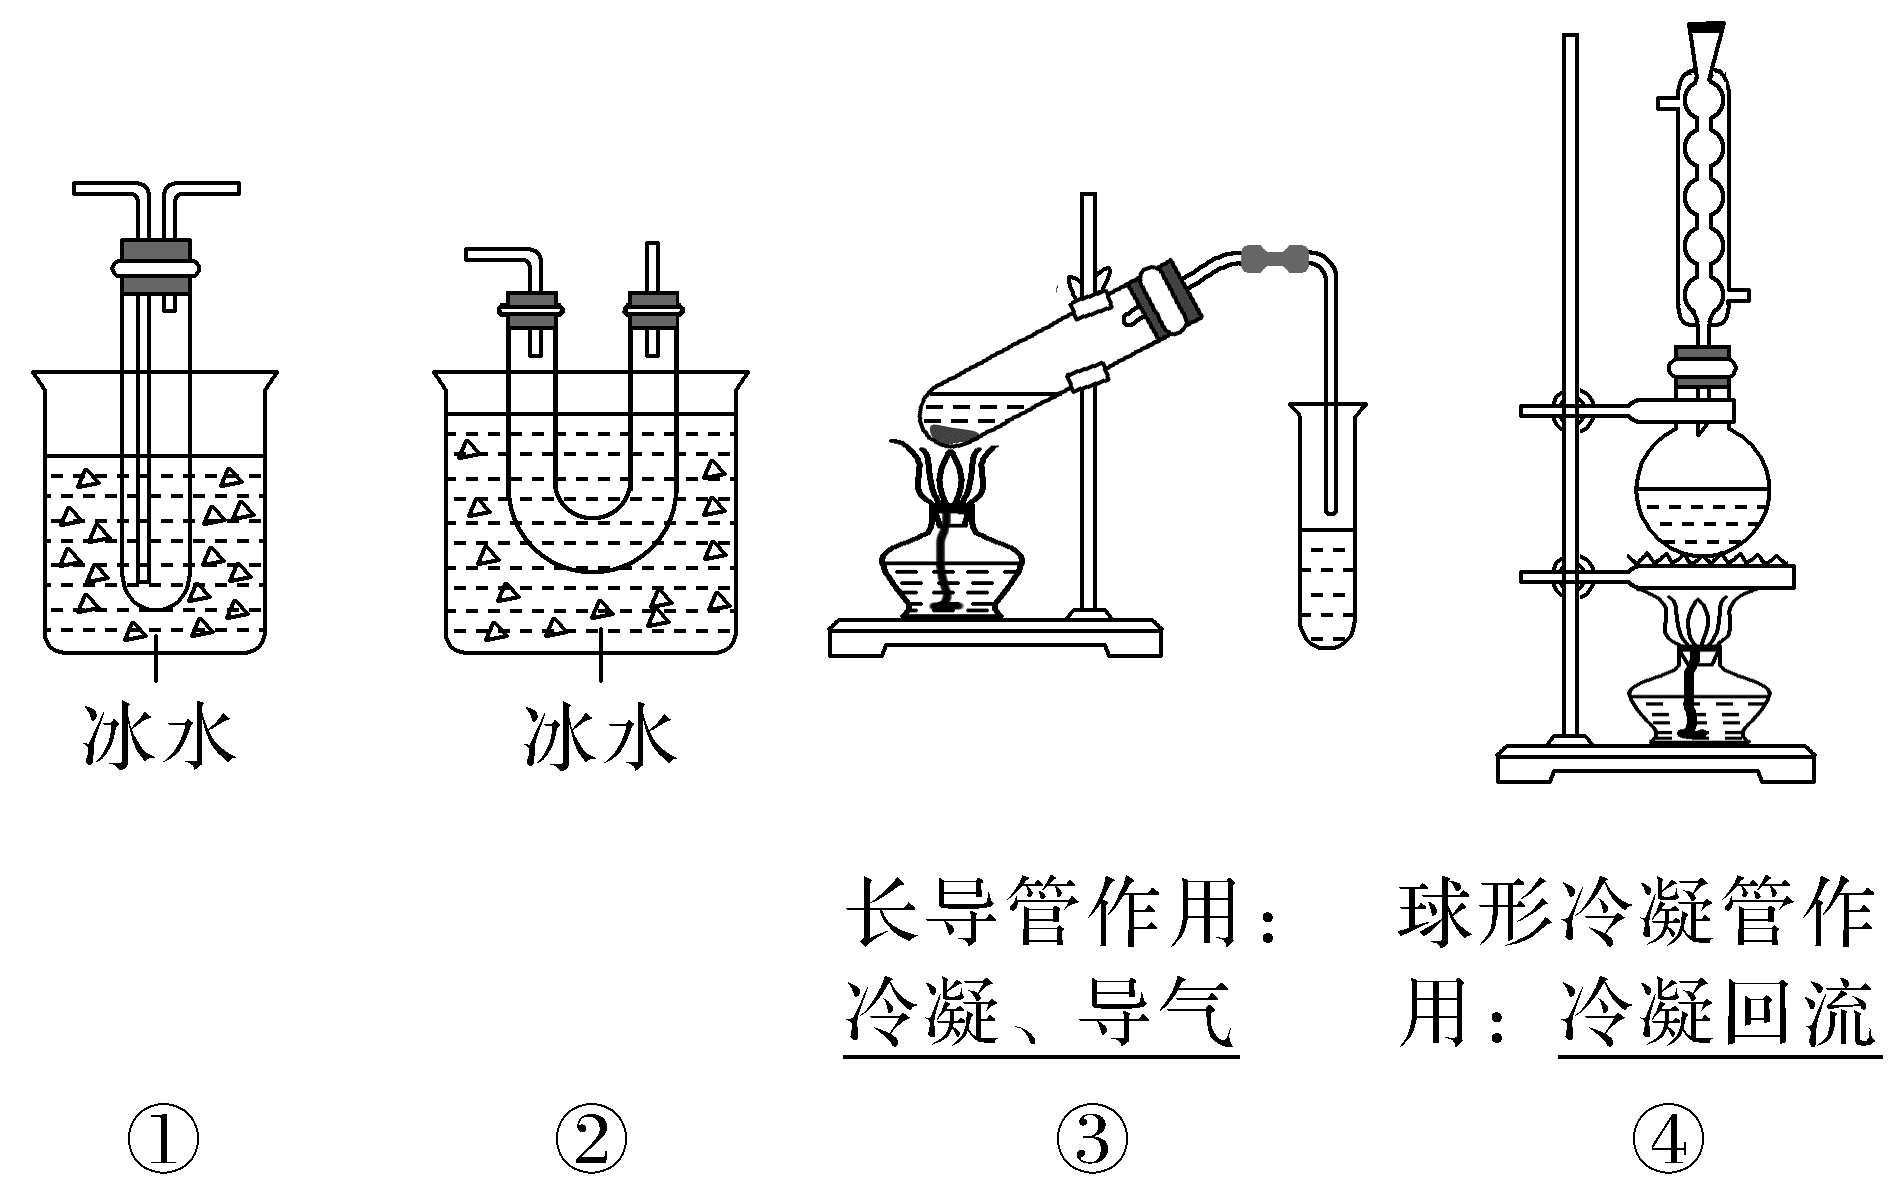 冰水
冰水
长导管作用：
冷凝、导气
球形冷凝管作
用：冷凝回流
①
②
③
④